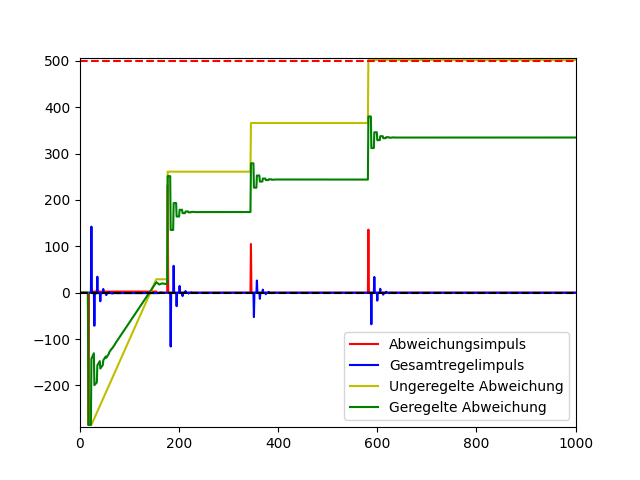 500
400
300
200
100
0
−100
−200
0 200 400 600 800 1000
Abweichungsimpuls
Gesamtregelimpuls
Ungeregelte Abweichung
Geregelte Abweichung